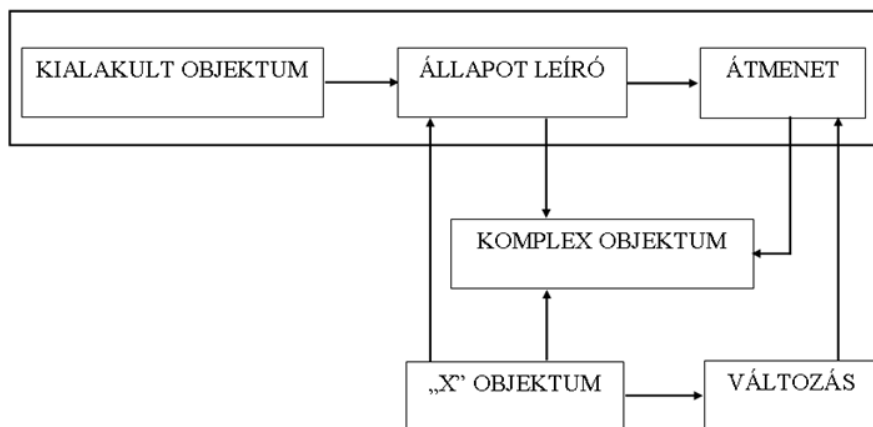 KIALAKULT OBJEKTUM
ÁLLAPOT LEÍRÓ
ÁTMENET
KOMPLEX OBJEKTUM
„X” OBJEKTUM
VÁLTOZÁS